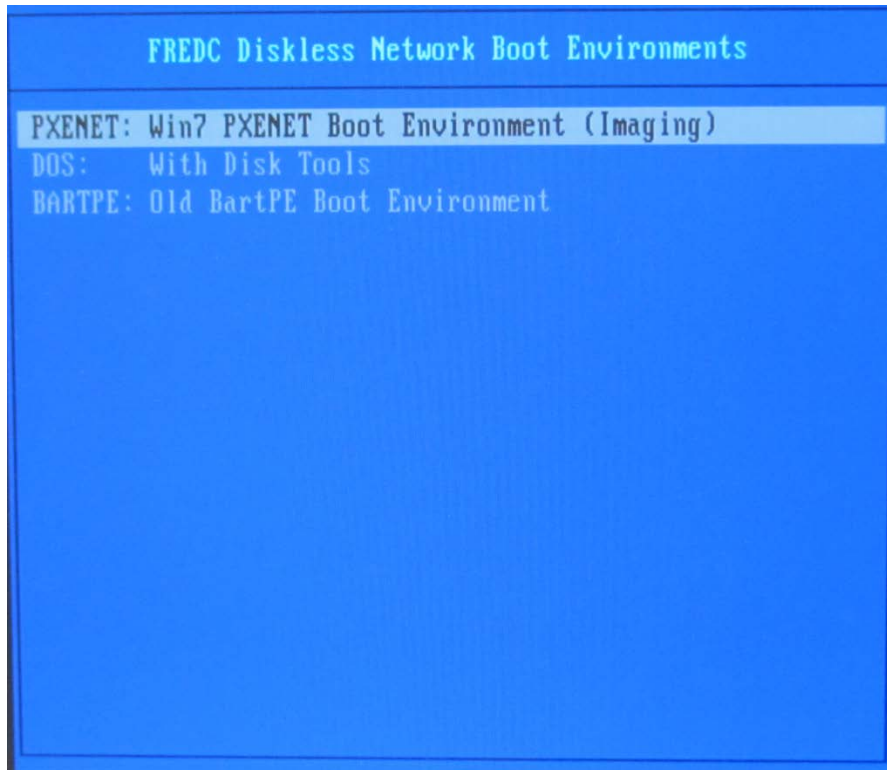 FREDC Diskless Network Boot Environments
PXENET: Win7 PXENET Boot Environment (Imaging)
DOS: With Disk Tools
BARTPE: Old BartPE Boot Environment